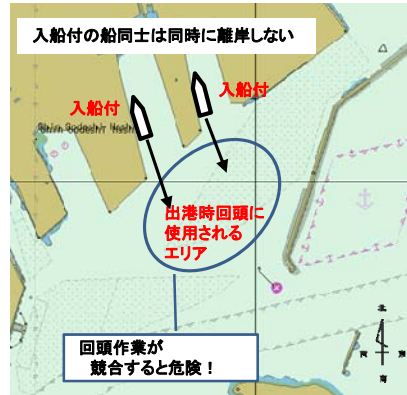 入船付の船同士は同時に離岸しない
入船付
入船付
出港時回頭に
使用される
エリア
回頭作業が
競合すると危険！
北
南